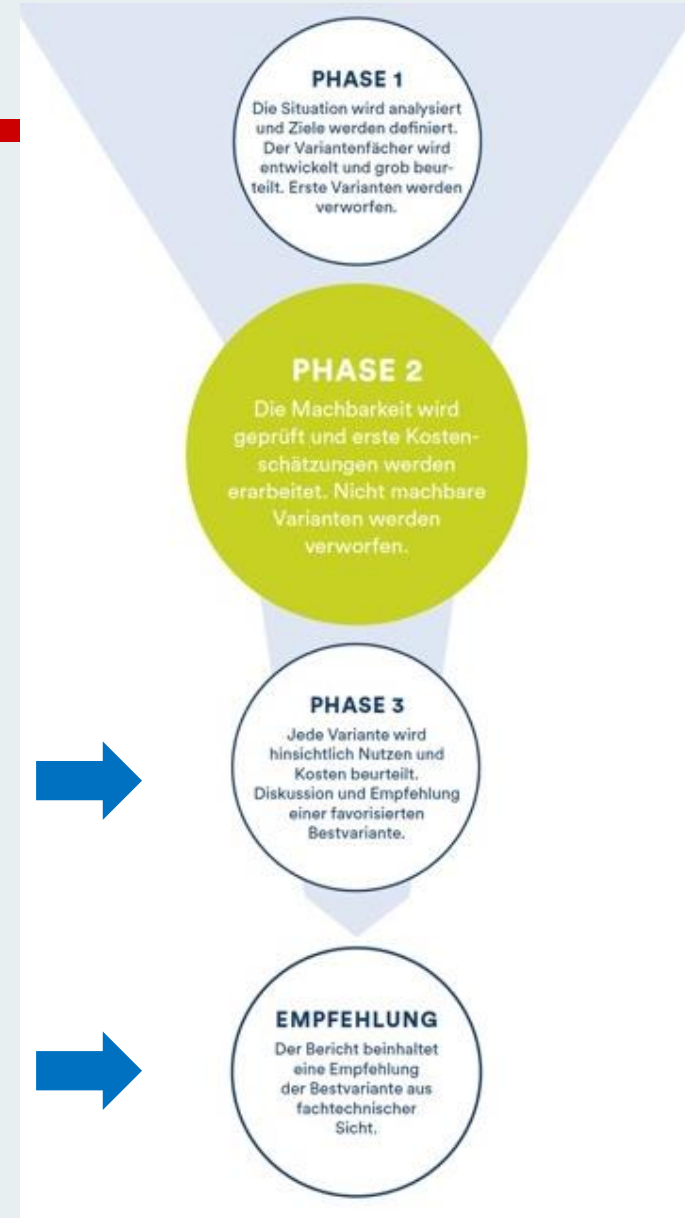 PHASE 1
Die Situation wird analysiert
und Ziele werden definiert.
Der Variantenfächer wird
entwickelt und grob beur-
teilt. Erste Varianten werden
verworfen.
PHASE 2
Die Machbarkeit wird
geprüft und erste Kosten-
schätzungen werden
erarbeitet. Nicht machbare
Varianten werden
verworfen.
PHASE 3
Jede Variante wird
hinsichtlich Nutzen und
Kosten beurteilt.
Diskussion und Empfehlung
einer favorisierten
Bestvariante.
EMPFEHLUNG
Der Bericht beinhaltet
eine Empfehlung
der Bestvariante aus
fachtechnischer
Sicht.